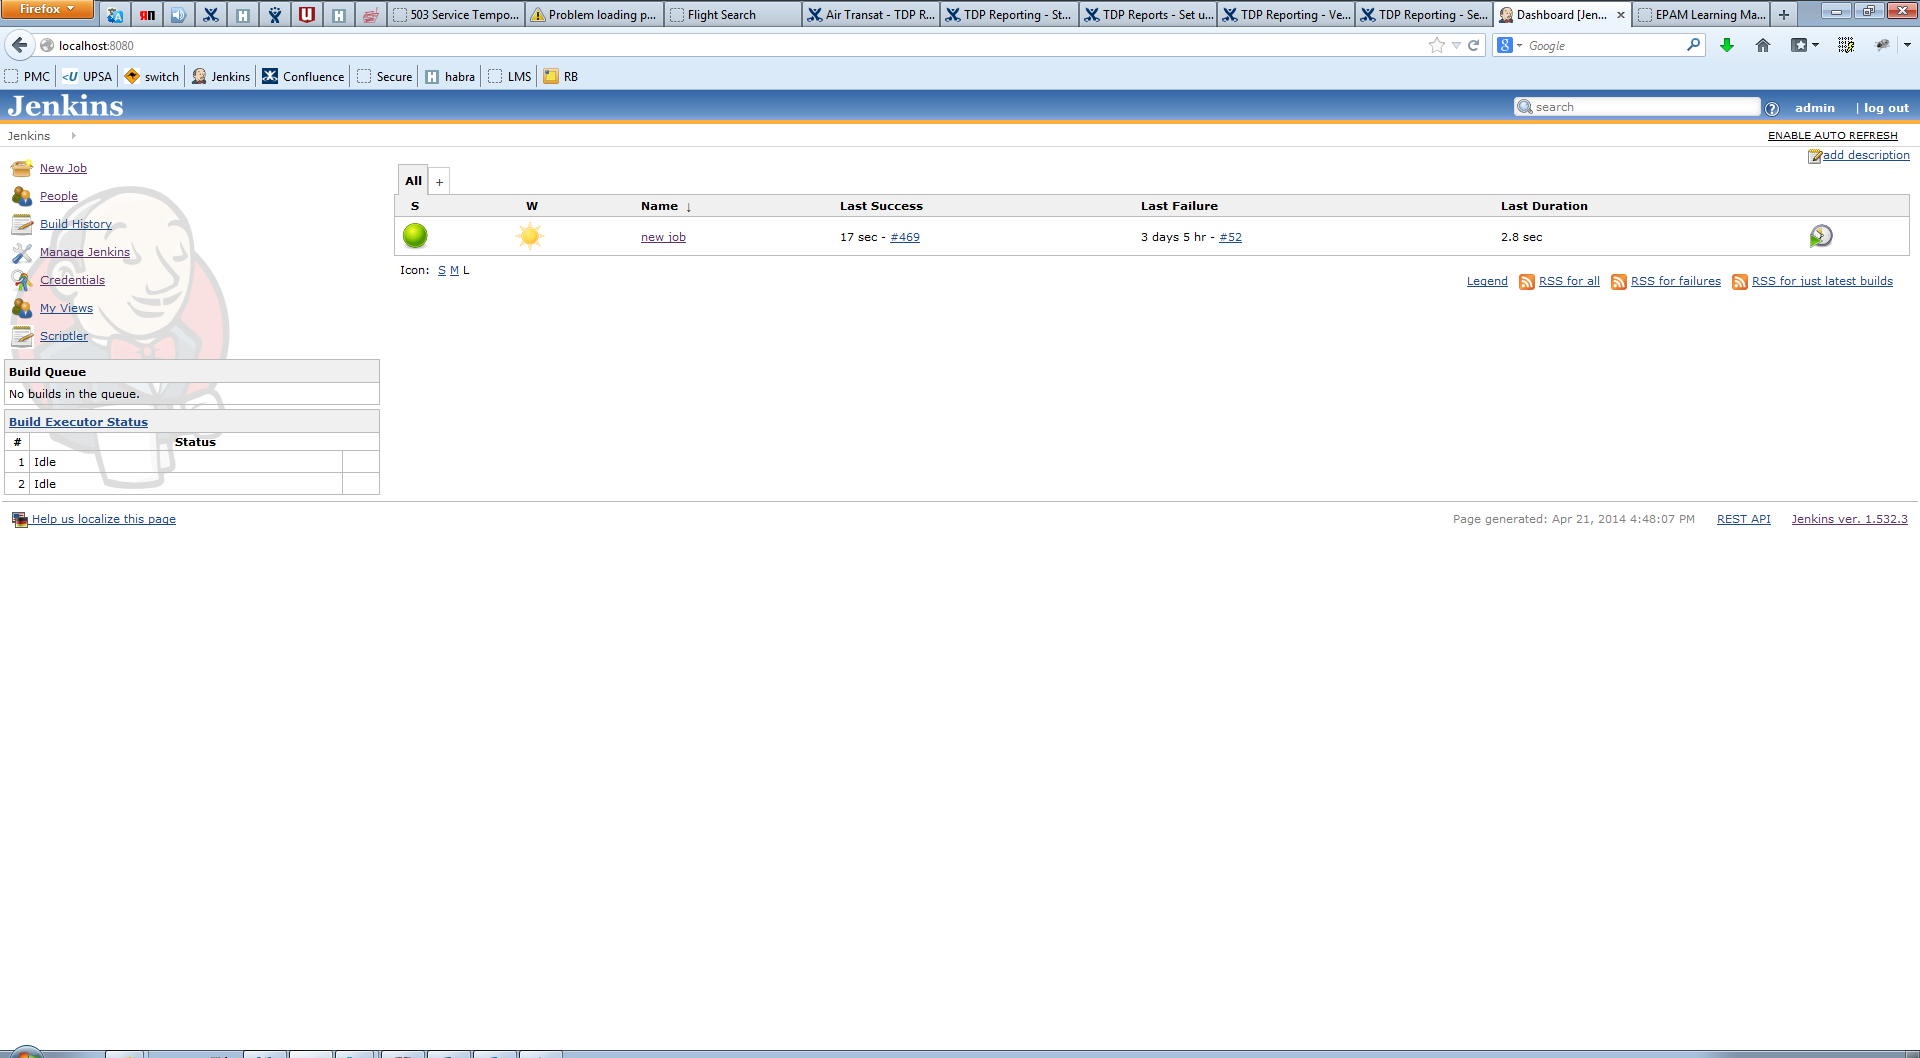 Firefox
ЯП
503 Service Tempo...
Problem loading p...
Flight Search
Air Transat - TDP R...
TDP Reporting - St...
TDP Reports - Set u...
TDP Reporting - Ve...
TDP Reporting - Se...
Dashboard [Jen...
EPAM Learning Ma...
localhost:8080
Google
PMC
UPSA
switch
Jenkins
Confluence
Secure
habra
LMS
RB
Jenkins
search
admin
| log out
Jenkins
ENABLE AUTO REFRESH
add description
New Job
People
Build History
Manage Jenkins
Credentials
My Views
Scriptler
Build Queue
No builds in the queue.
Build Executor Status
# Status
1 Idle
2 Idle
All +
S W Name ↓ Last Success Last Failure Last Duration
new job 17 sec - #469 3 days 5 hr - #52 2.8 sec
Icon: S M L
Legend RSS for all RSS for failures RSS for just latest builds
Help us localize this page
Page generated: Apr 21, 2014 4:48:07 PM REST API Jenkins ver. 1.532.3